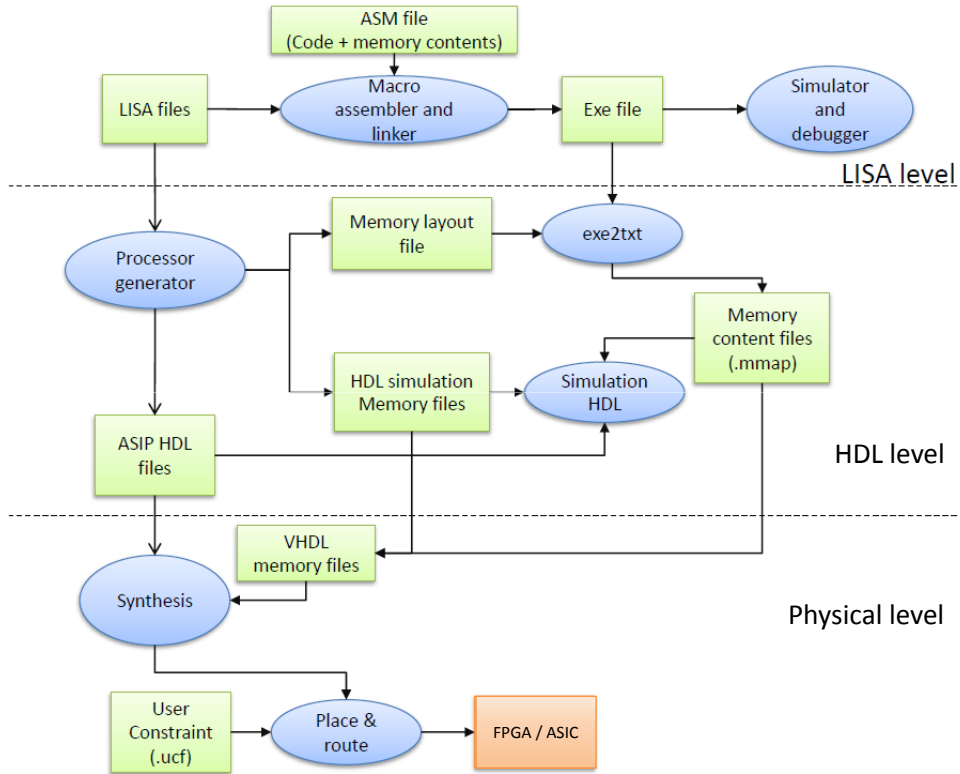 ASM file
(Code + memory contents)
LISA files
Macro
assembler and
linker
Exe file
Simulator
and
debugger
LISA level
Processor
generator
Memory layout
file
exe2txt
Memory
content files
(.mmap)
HDL simulation
Memory files
Simulation
HDL
ASIP HDL
files
HDL level
VHDL
memory files
Synthesis
Physical level
User
Constraint
(.ucf)
Place &
route
FPGA / ASIC